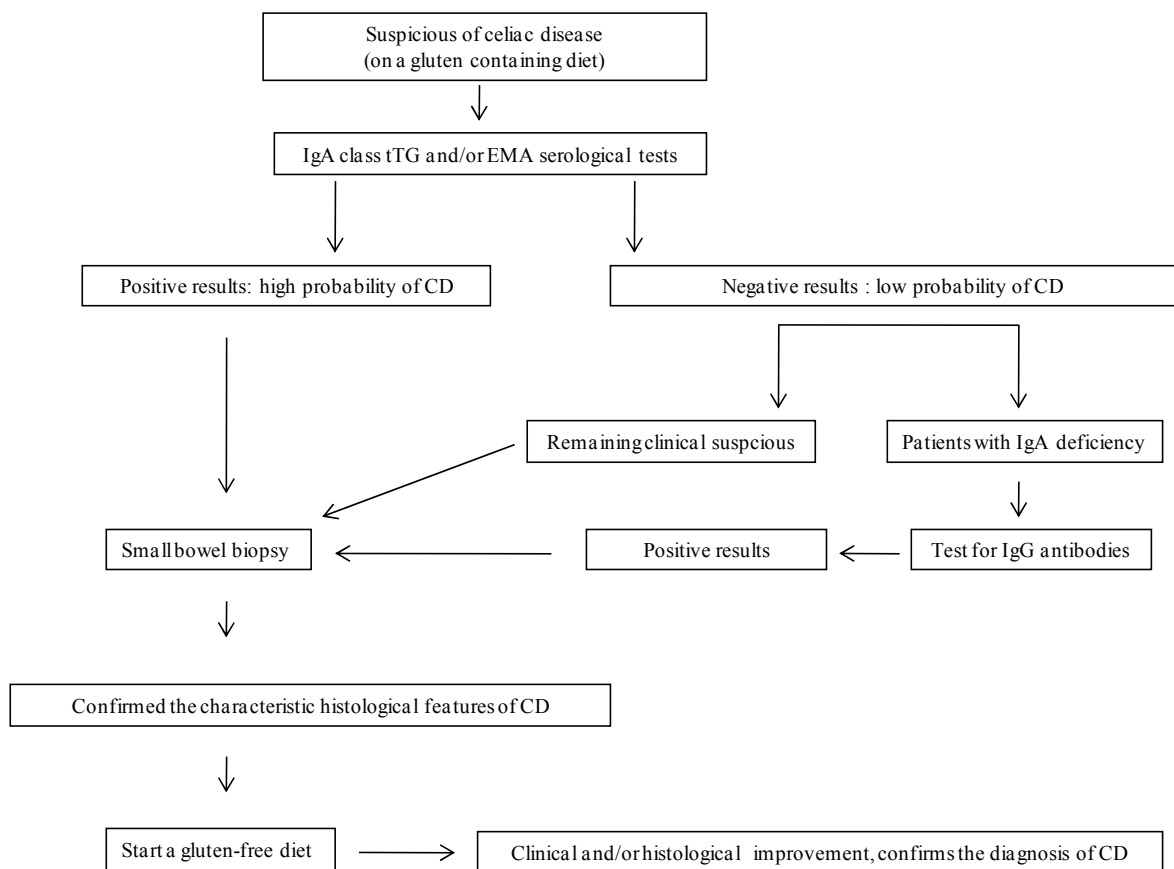 Suspicious of celiac disease
(on a gluten containing diet)
IgA class tTG and/or EMA serological tests
Positive results: high probability of CD
Negative results : low probability of CD
Remaining clinical suspcious
Patients with IgA deficiency
Small bowel biopsy
Positive results
Test for IgG antibodies
Confirmed the characteristic histological features of CD
Start a gluten-free diet
Clinical and/or histological improvement, confirms the diagnosis of CD